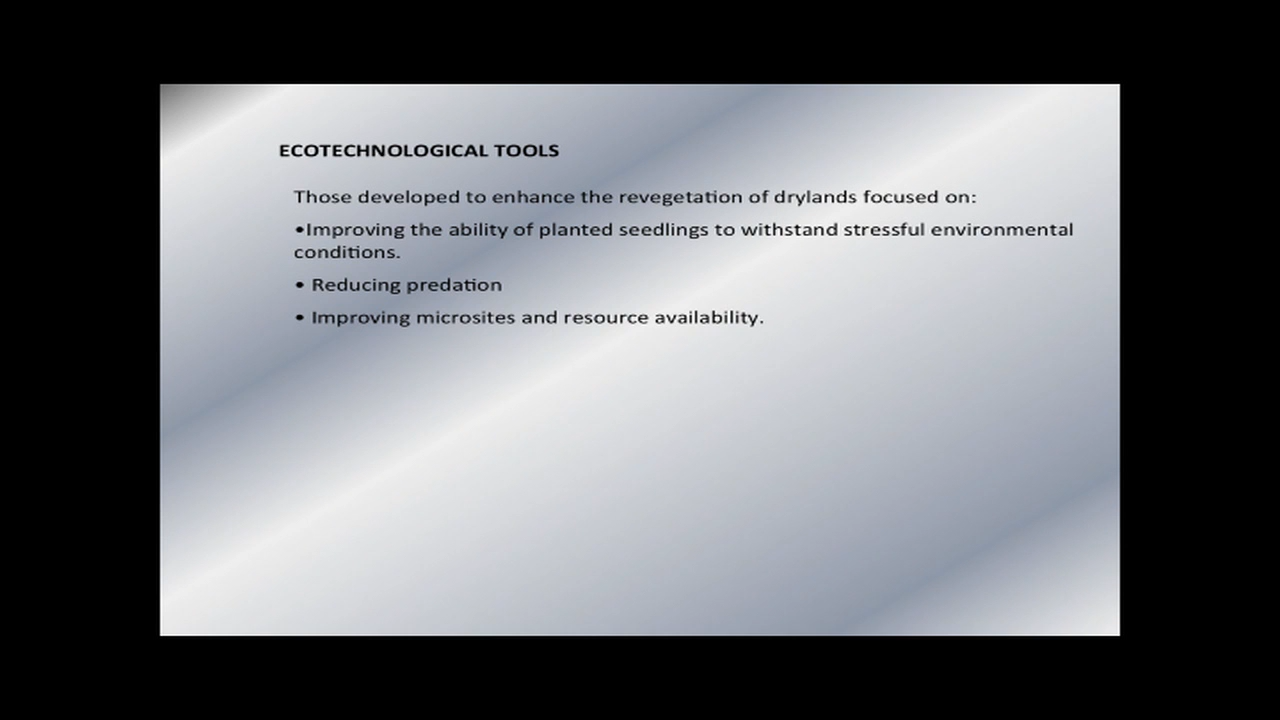 ECOTECHNOLOGICAL TOOLS
Those developed to enhance the revegetation of drylands focused on:
•Improving the ability of planted seedlings to withstand stressful environmental
conditions.
• Reducing predation
• Improving microsites and resource availability.